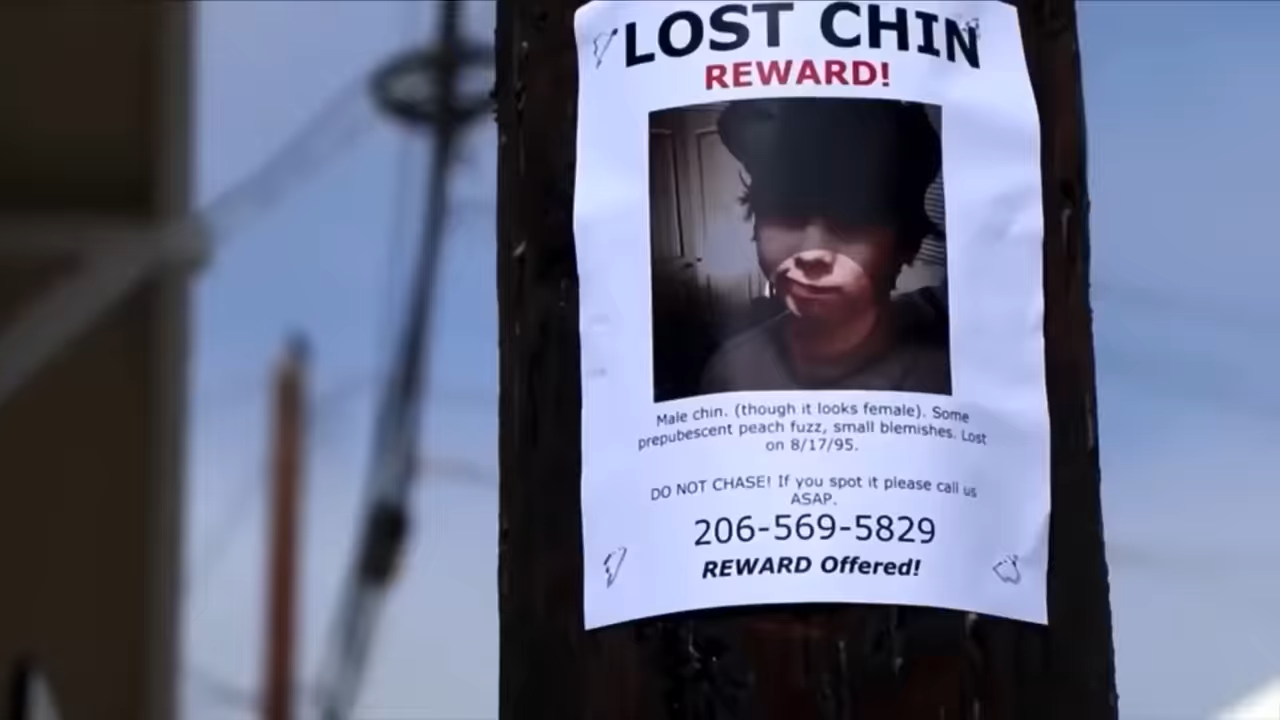 LOST CHIN
REWARD!
Male chin. (though it looks female). Some
prepubescent peach fuzz, small blemishes. Lost
on 8/17/95.
DO NOT CHASE! If you spot it please call us
ASAP.
206-569-5829
REWARD Offered!